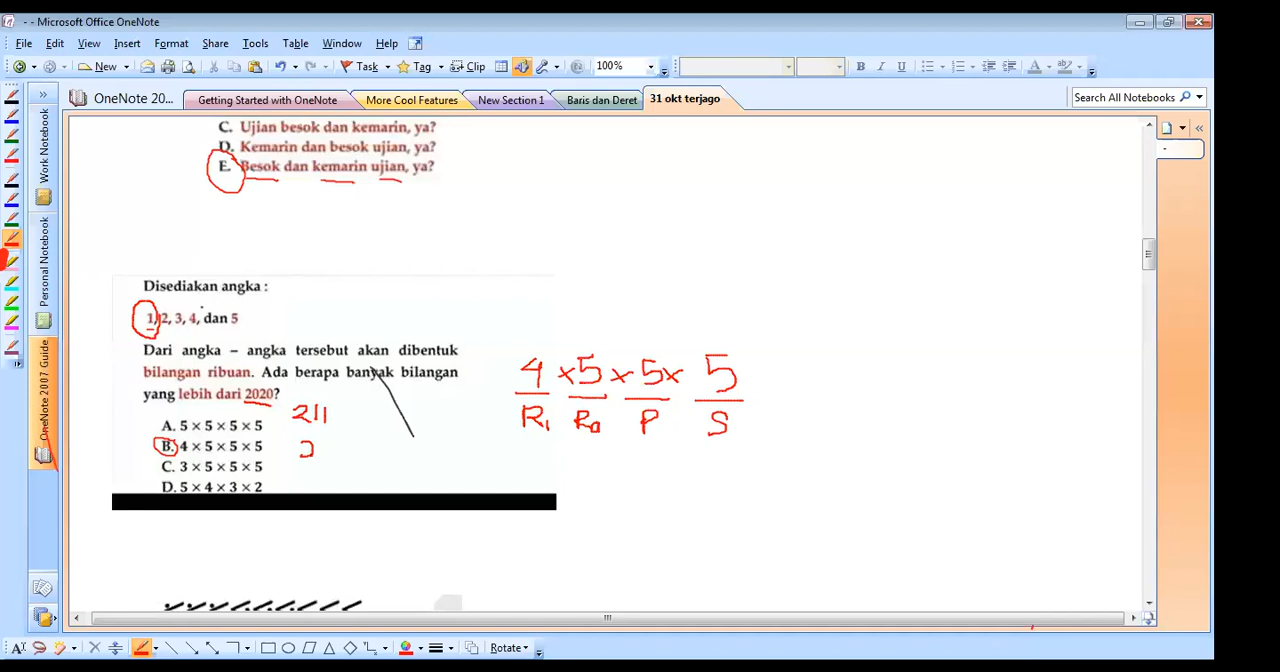 - - Microsoft Office OneNote
File Edit View Insert Format Share Tools Table Window Help
New Task Tag Clip 100% B I U A ab
OneNote 20... Getting Started with OneNote More Cool Features New Section 1 Baris dan Deret 31 okt terjago Search All Notebooks
Work Notebook
Personal Notebook
OneNote 2007 Guide
C. Ujian besok dan kemarin, ya?
D. Kemarin dan besok ujian, ya?
E. Besok dan kemarin ujian, ya?
Disediakan angka :
1, 2, 3, 4, dan 5
Dari angka – angka tersebut akan dibentuk
bilangan ribuan. Ada berapa banyak bilangan
yang lebih dari 2020?
A. 5 × 5 × 5 × 5
B. 4 × 5 × 5 × 5
C. 3 × 5 × 5 × 5
D. 5 × 4 × 3 × 2
211
2
4 × 5 × 5 × 5
Ri Ra P S
Rotate